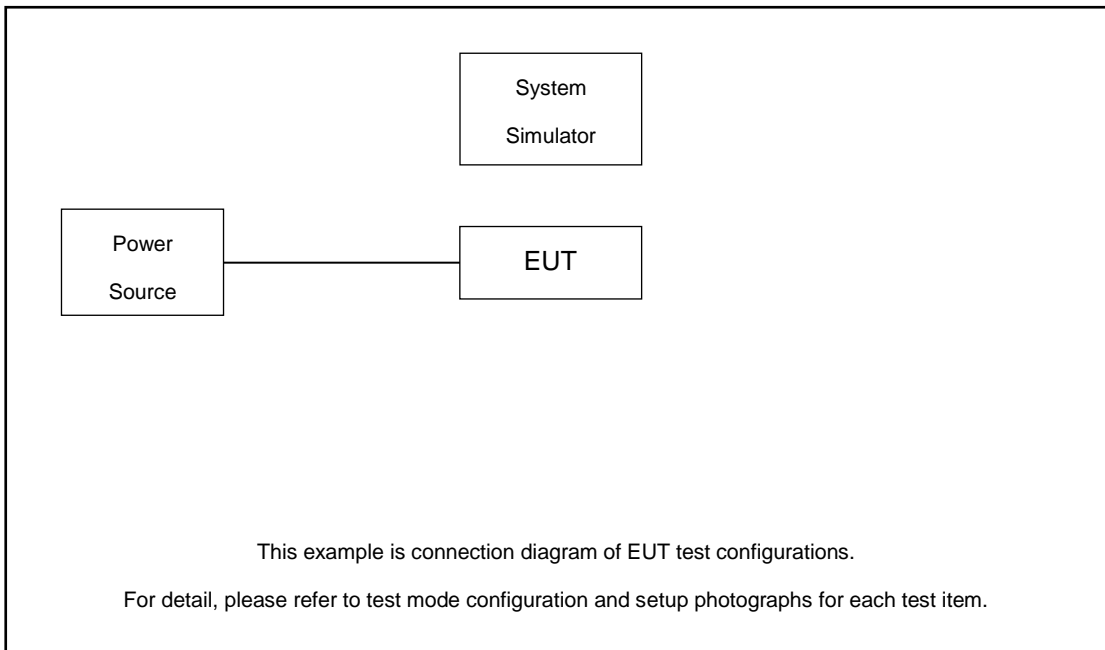 System
Simulator
Power
Source
EUT
This example is connection diagram of EUT test configurations.
For detail, please refer to test mode configuration and setup photographs for each test item.